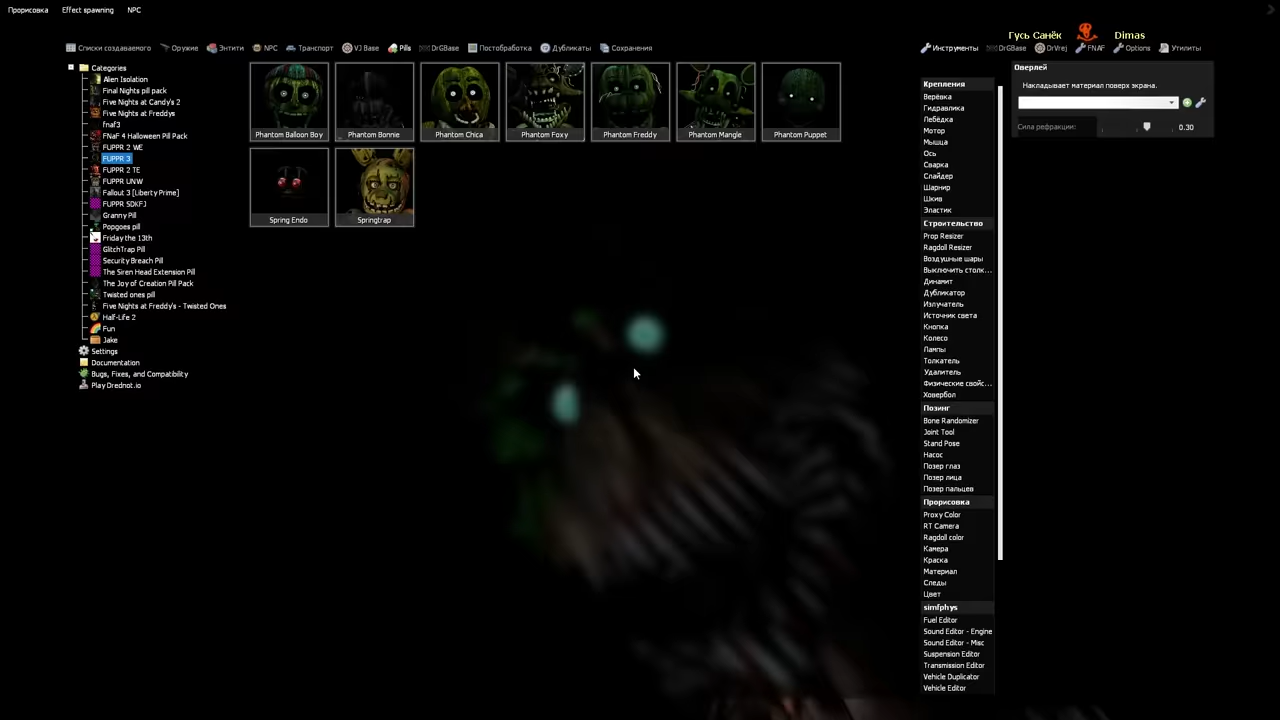 Прорисовка Effect spawning NPC
Гусь Санёк Dimas
Списки создаваемого Оружие Энтити NPC Транспорт VJ Base Pills DrGBase Постобработка Дубликаты Сохранения
Инструменты DrGBase DrVrej FNAF Options Утилиты
Categories
Alien Isolation
Final Nights pill pack
Five Nights at Candy's 2
Five Nights at Freddys
fnaf3
FNaF 4 Halloween Pill Pack
FUPPR 2 WE
FUPPR 3
FUPPR 2 TE
FUPPR UNW
Fallout 3 [Liberty Prime]
FUPPR SDKFJ
Granny Pill
Popgoes pill
Friday the 13th
GlitchTrap Pill
Security Breach Pill
The Siren Head Extension Pill
The Joy of Creation Pill Pack
Twisted ones pill
Five Nights at Freddy's - Twisted Ones
Half-Life 2
Fun
Jake
Settings
Documentation
Bugs, Fixes, and Compatibility
Play Drednot.io
Phantom Balloon Boy Phantom Bonnie Phantom Chica Phantom Foxy Phantom Freddy Phantom Mangle Phantom Puppet
Spring Endo Springtrap
Крепления
Верёвка
Гидравлика
Лебёдка
Мотор
Мышца
Ось
Сварка
Слайдер
Шарнир
Шкив
Эластик
Строительство
Prop Resizer
Ragdoll Resizer
Воздушные шары
Выключить столк...
Динамит
Дубликатор
Излучатель
Источник света
Кнопка
Колесо
Лампы
Толкатель
Удалитель
Физические свойс...
Ховербол
Позинг
Bone Randomizer
Joint Tool
Stand Pose
Насос
Позер глаз
Позер лица
Позер пальцев
Прорисовка
Proxy Color
RT Camera
Ragdoll color
Камера
Краска
Материал
Следы
Цвет
simfphys
Fuel Editor
Sound Editor - Engine
Sound Editor - Misc
Suspension Editor
Transmission Editor
Vehicle Duplicator
Vehicle Editor
Оверлей
Накладывает материал поверх экрана.
Сила рефракции: 0.30